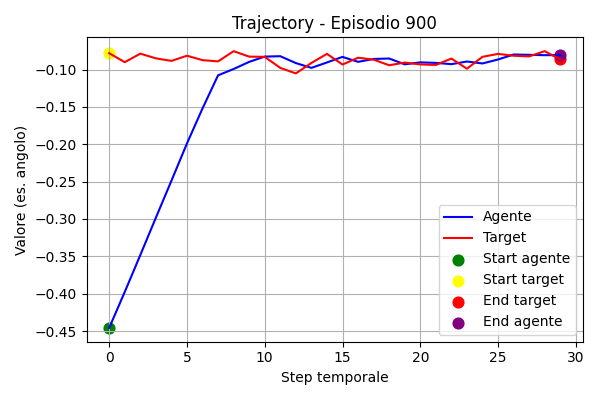 Trajectory - Episodio 900
Valore (es. angolo)
−0.10
−0.15
−0.20
−0.25
−0.30
−0.35
−0.40
−0.45
0 5 10 15 20 25 30
Step temporale
Agente
Target
Start agente
Start target
End target
End agente